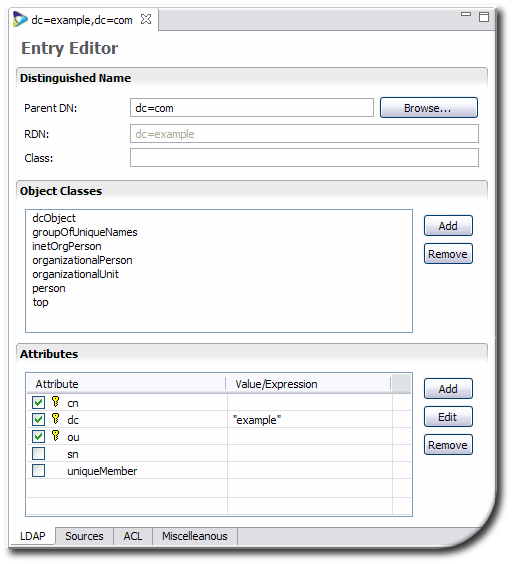 dc=example,dc=com
Entry Editor
Distinguished Name
Parent DN: dc=com Browse...
RDN: dc=example
Class:
Object Classes
dcObject
groupOfUniqueNames
inetOrgPerson
organizationalPerson
organizationalUnit
person
top
Add
Remove
Attributes
Attribute Value/Expression
cn
dc "example"
ou
sn
uniqueMember
Add
Edit
Remove
LDAP Sources ACL Miscelleanous